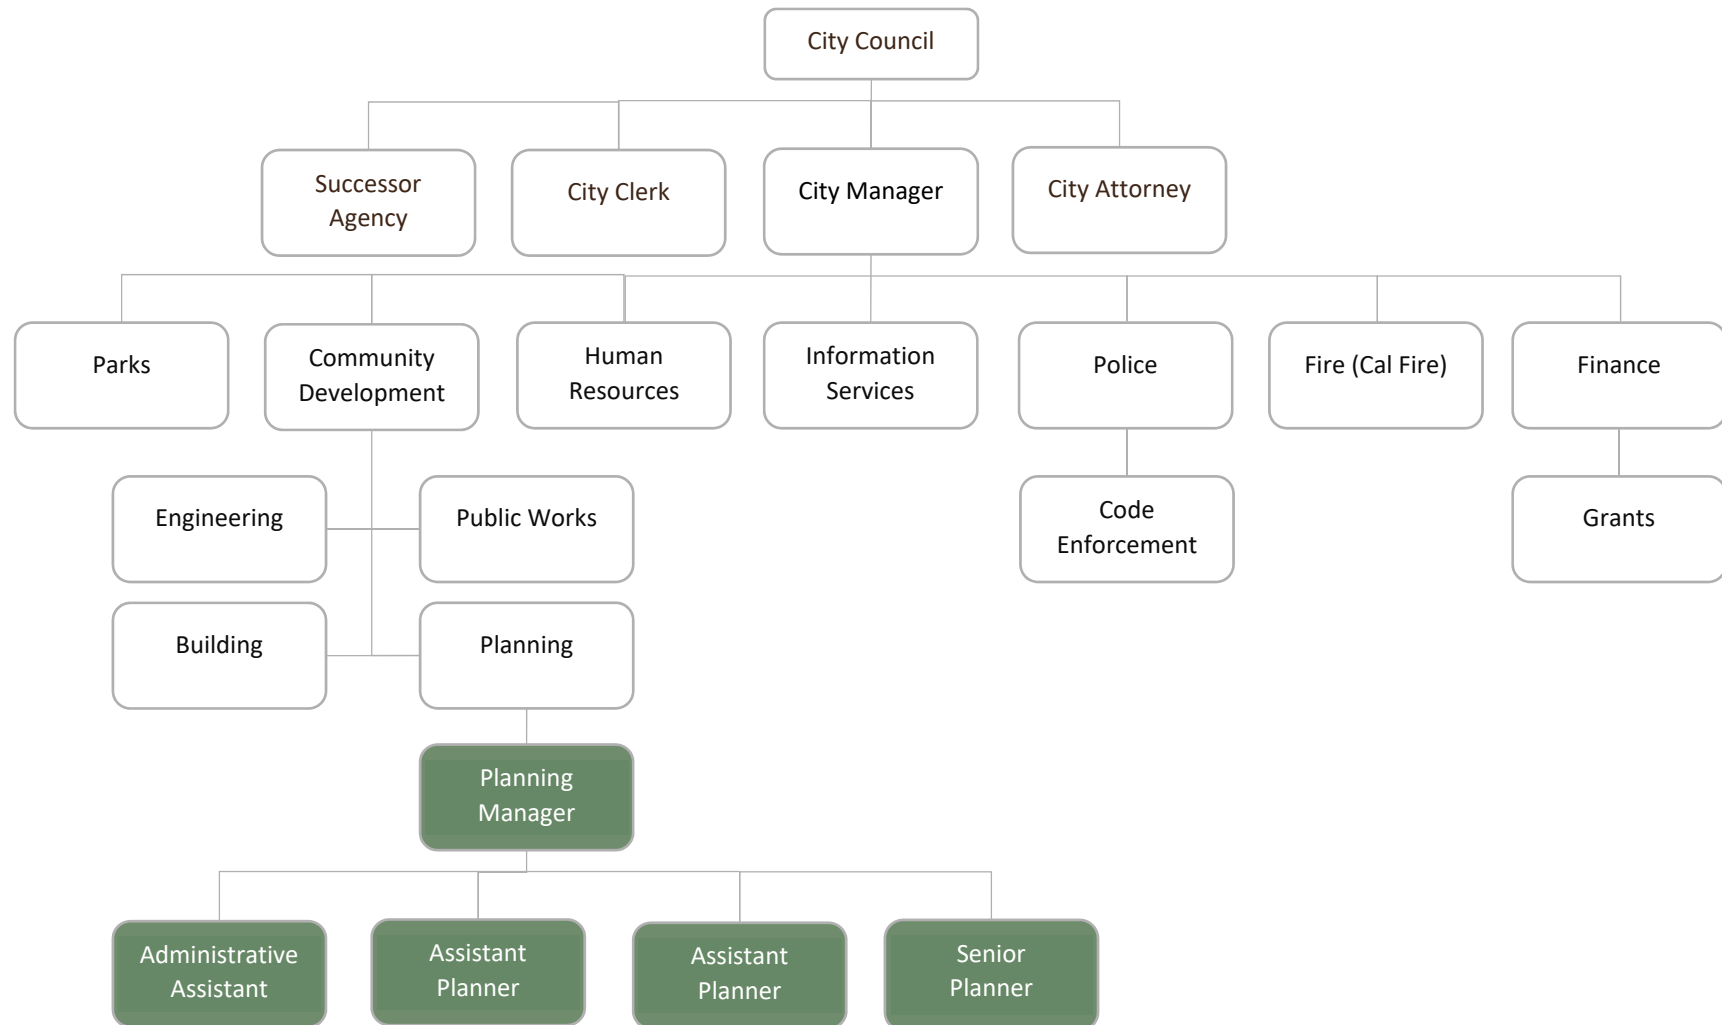 City Council
Successor
Agency
City Clerk
City Manager
City Attorney
Parks
Community
Development
Human
Resources
Information
Services
Police
Fire (Cal Fire)
Finance
Engineering
Public Works
Code
Enforcement
Grants
Building
Planning
Planning
Manager
Administrative
Assistant
Assistant
Planner
Assistant
Planner
Senior
Planner